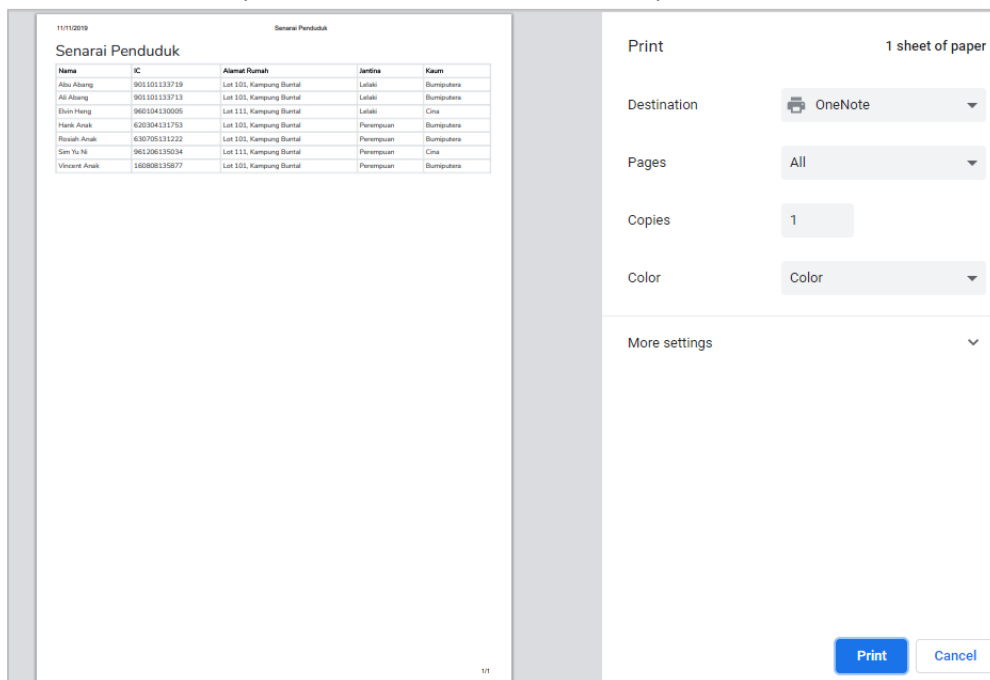 11/11/2019 Senarai Penduduk
Senarai Penduduk
Nama IC Alamat Rumah Jantina Kaum
Abu Abang 901101133719 Lot 101, Kampung Buntal Lelaki Bumiputera
Ali Abang 901101133713 Lot 101, Kampung Buntal Lelaki Bumiputera
Elvin Heng 960104130005 Lot 111, Kampung Buntal Lelaki Cina
Hank Anak 620304131753 Lot 101, Kampung Buntal Perempuan Bumiputera
Rosiah Anak 630705131222 Lot 101, Kampung Buntal Perempuan Bumiputera
Sim Yu Ni 961206135034 Lot 111, Kampung Buntal Perempuan Cina
Vincent Anak 160808135877 Lot 101, Kampung Buntal Perempuan Bumiputera
1/1
Print 1 sheet of paper
Destination OneNote
Pages All
Copies 1
Color Color
More settings
Print Cancel